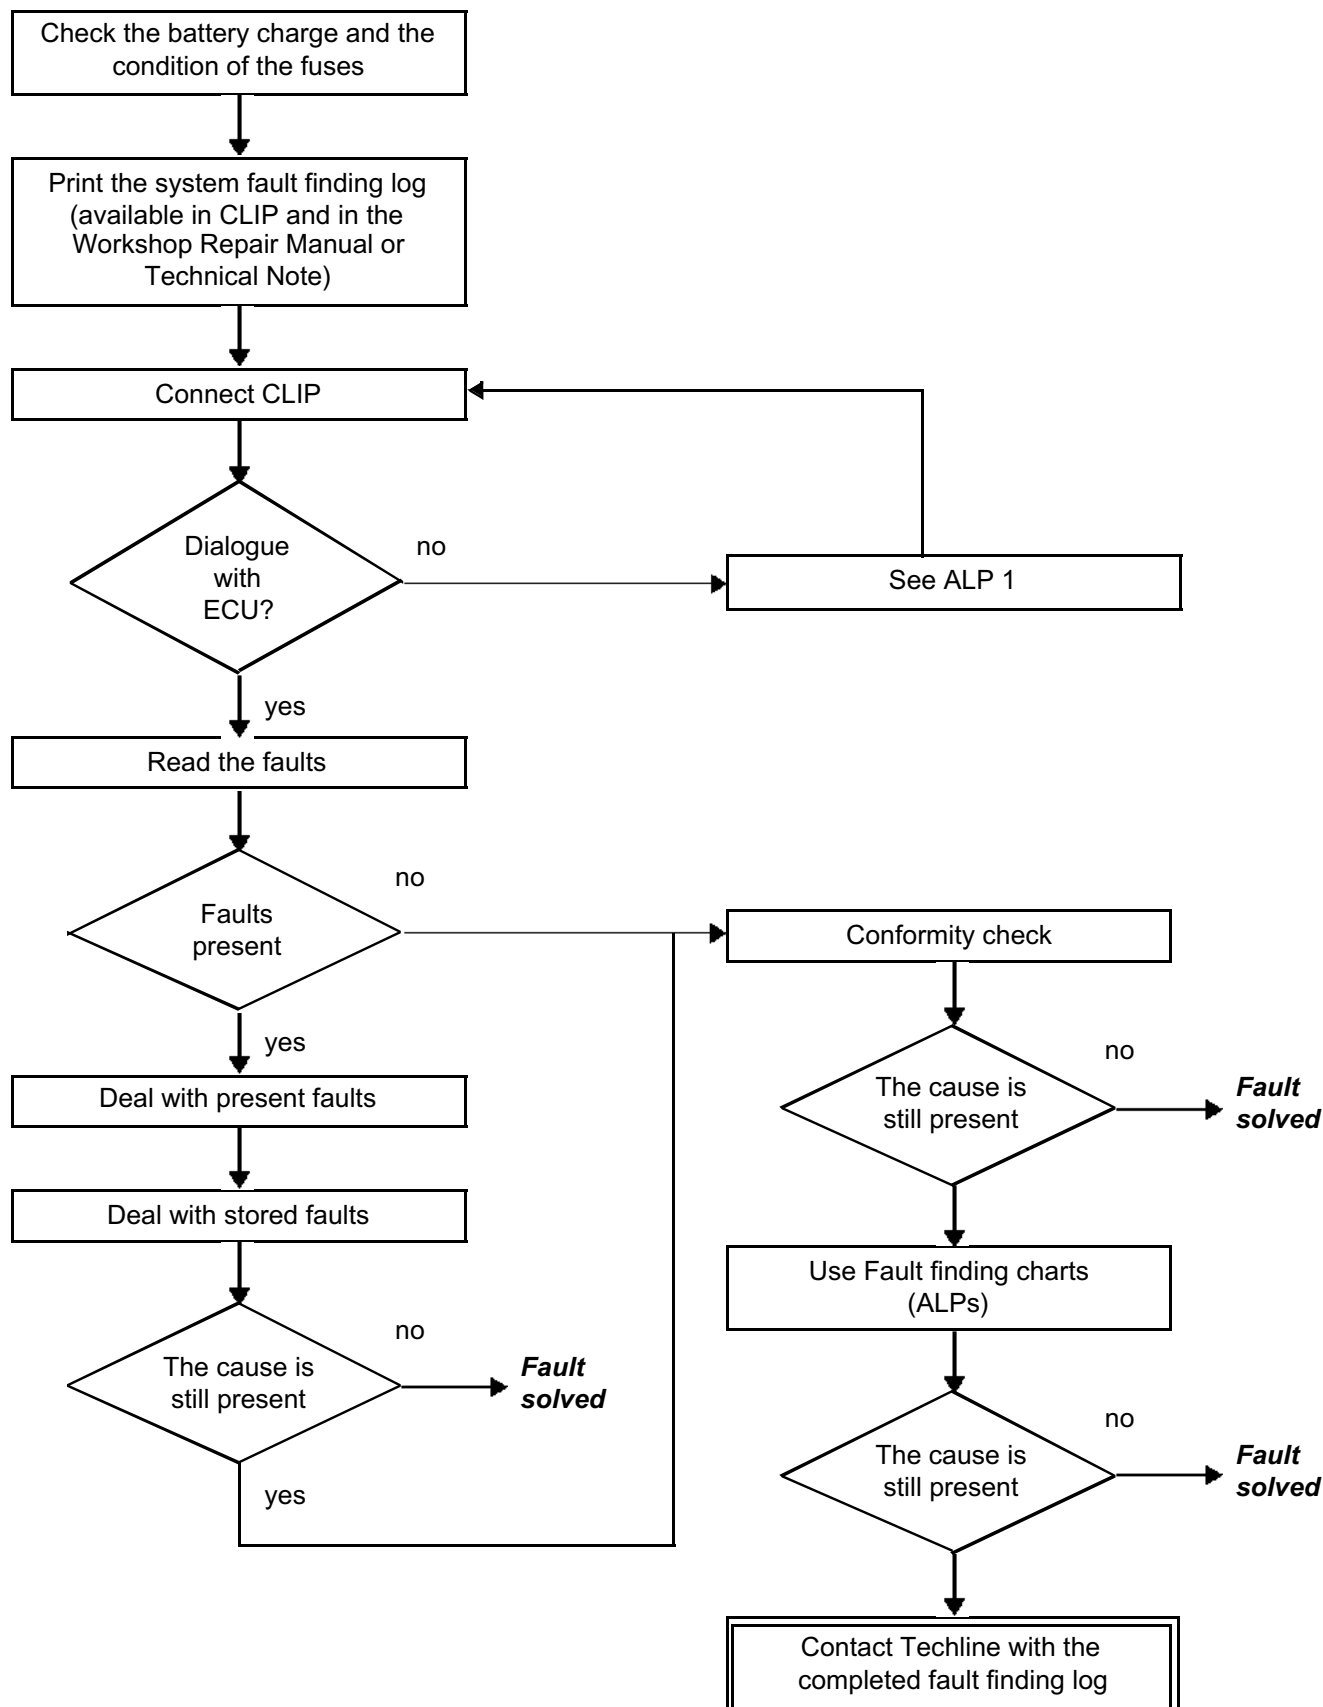 Check the battery charge and the
condition of the fuses
Print the system fault finding log
(available in CLIP and in the
Workshop Repair Manual or
Technical Note)
Connect CLIP
Dialogue
with
ECU?
no
See ALP 1
yes
Read the faults
Faults
present
no
yes
Deal with present faults
Deal with stored faults
The cause is
still present
no
Fault
solved
yes
Conformity check
The cause is
still present
no
Fault
solved
Use Fault finding charts
(ALPs)
The cause is
still present
no
Fault
solved
Contact Techline with the
completed fault finding log